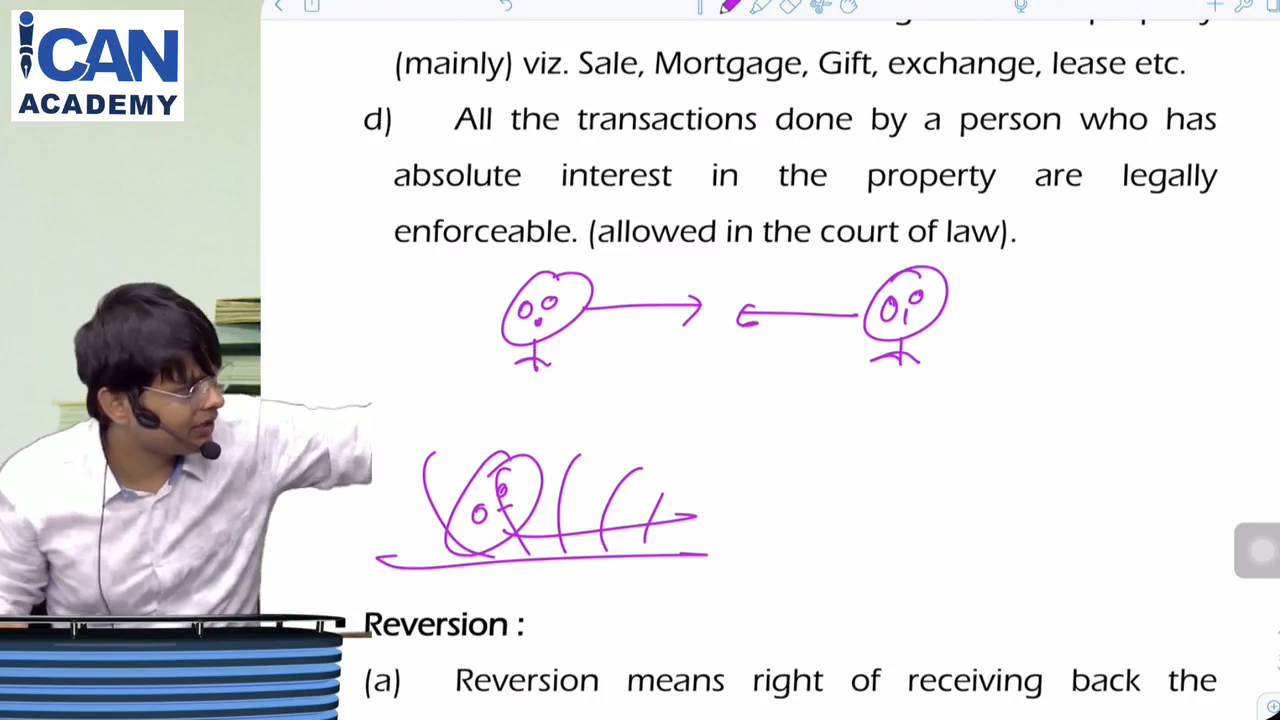 iCAN
ACADEMY
(mainly) viz. Sale, Mortgage, Gift, exchange, lease etc.
d) All the transactions done by a person who has
absolute interest in the property are legally
enforceable. (allowed in the court of law).
Reversion :
(a) Reversion means right of receiving back the